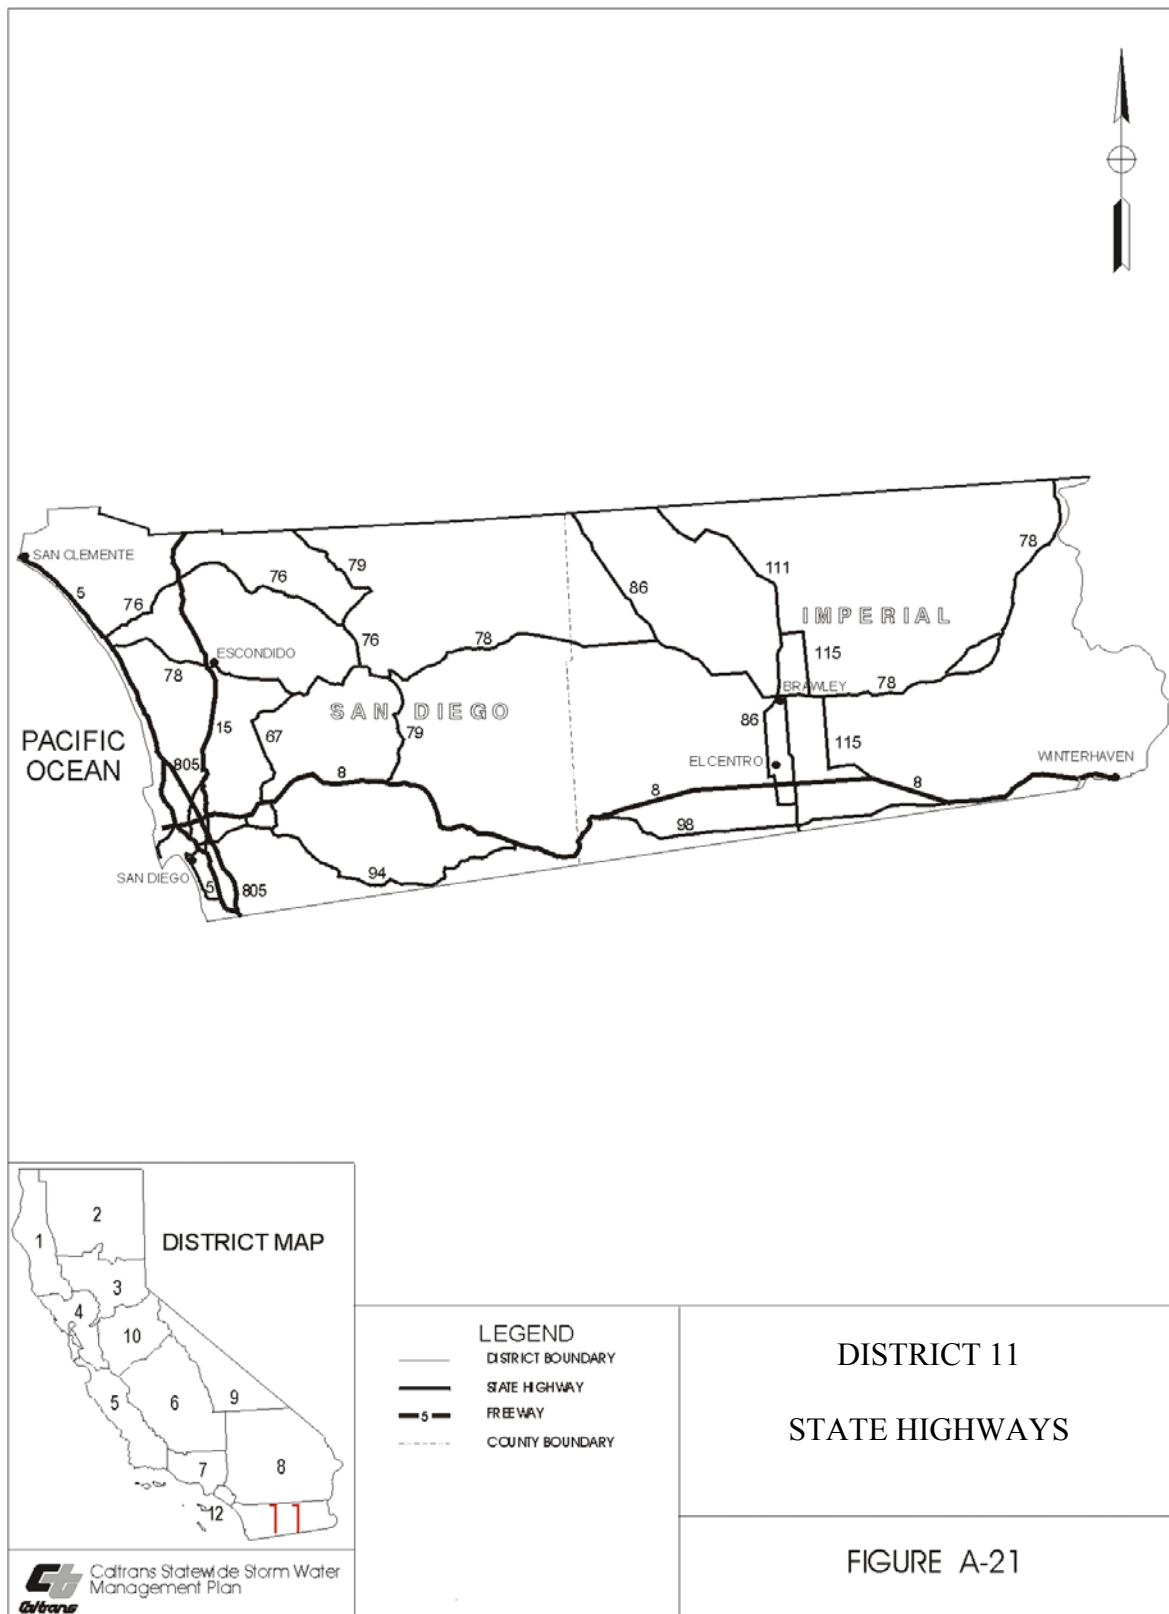 SAN CLEMENTE
5
76
76
79
86
111
78
IMPERIAL
76
78
115
ESCONDIDO
78
BRAWLEY
78
SAN DIEGO
15
67
79
86
115
PACIFIC
OCEAN
805
8
EL CENTRO
WINTERHAVEN
8
8
98
94
SAN DIEGO
5
805
DISTRICT MAP
1
2
3
4
10
5
6
9
7
8
12
11
LEGEND
DISTRICT BOUNDARY
STATE HIGHWAY
5 FREEWAY
COUNTY BOUNDARY
DISTRICT 11
STATE HIGHWAYS
FIGURE A-21
Caltrans Statewide Storm Water
Management Plan
Caltrans